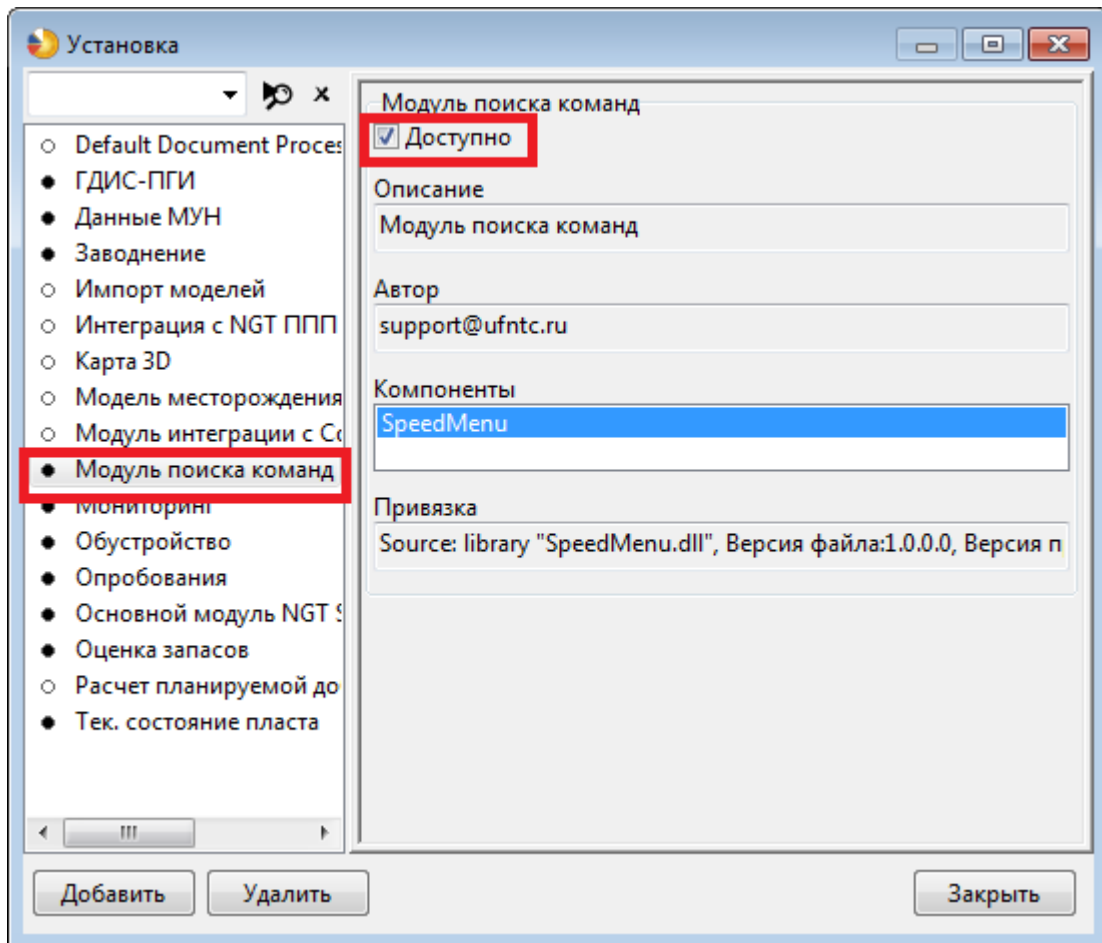 Установка
Модуль поиска команд
Доступно
Default Document Proces
ГДИС-ПГИ
Данные МУН
Заводнение
Импорт моделей
Интеграция с NGT ППП
Карта 3D
Модель месторождения
Модуль интеграции с Co
Модуль поиска команд
Мониторинг
Обустройство
Опробования
Основной модуль NGT S
Оценка запасов
Расчет планируемой до
Тек. состояние пласта
Описание
Модуль поиска команд
Автор
support@ufntc.ru
Компоненты
SpeedMenu
Привязка
Source: library "SpeedMenu.dll", Версия файла:1.0.0.0, Версия п
Добавить
Удалить
Закрыть